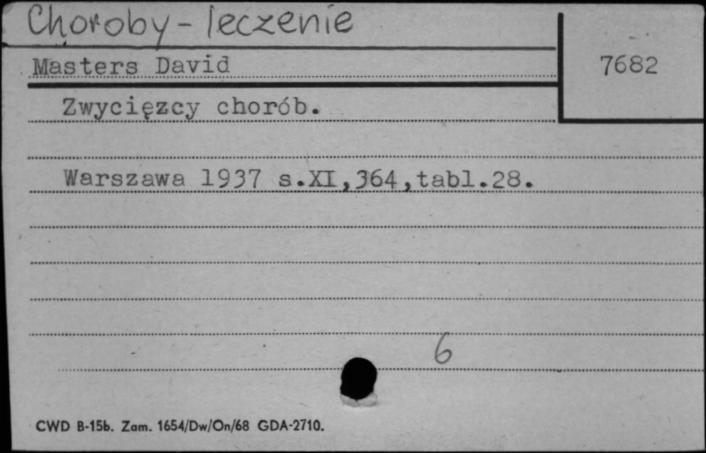 Choroby - leczenie
Masters David
7682
Zwycięzcy chorób.
Warszawa 1937 s.XI,364,tabl.28.
6
CWD B-15b. Zam. 1654/Dw/On/68 GDA-2710.